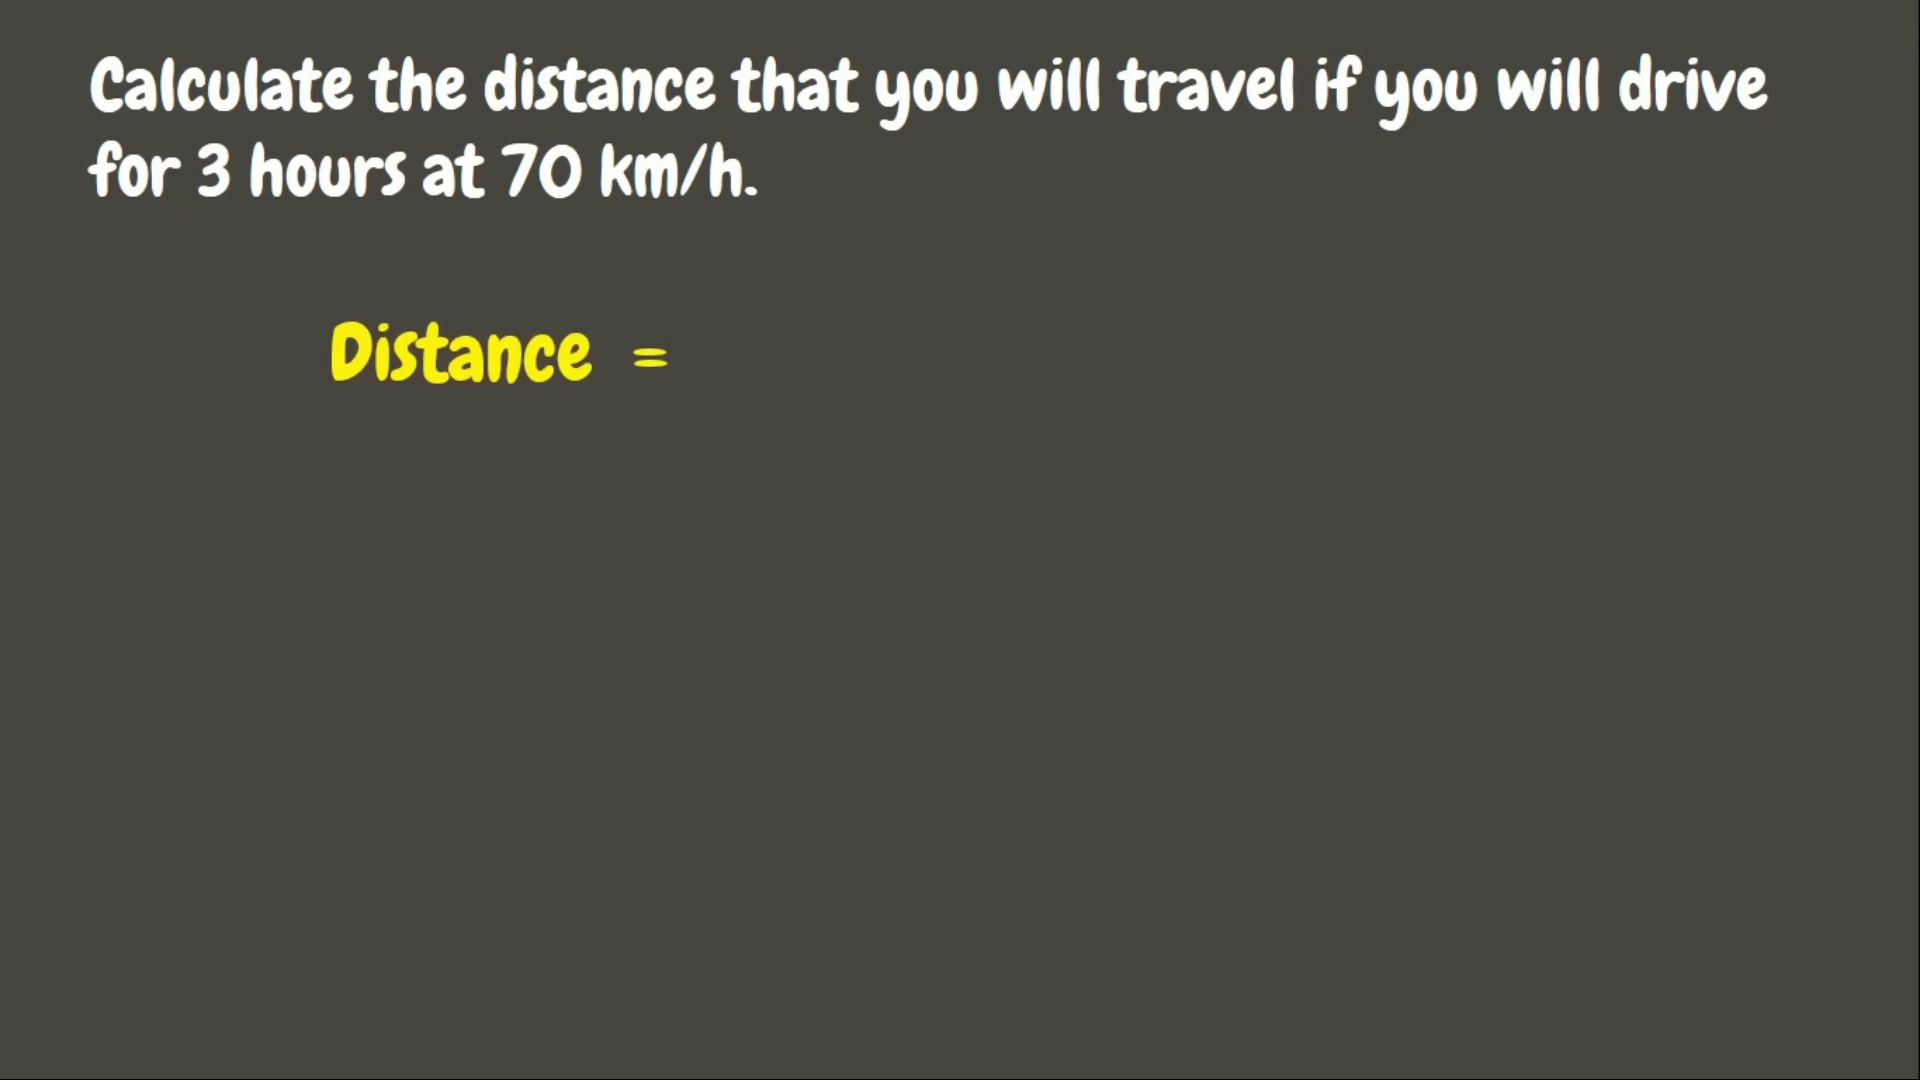 Calculate the distance that you will travel if you will drive
for 3 hours at 70 km/h.
Distance =